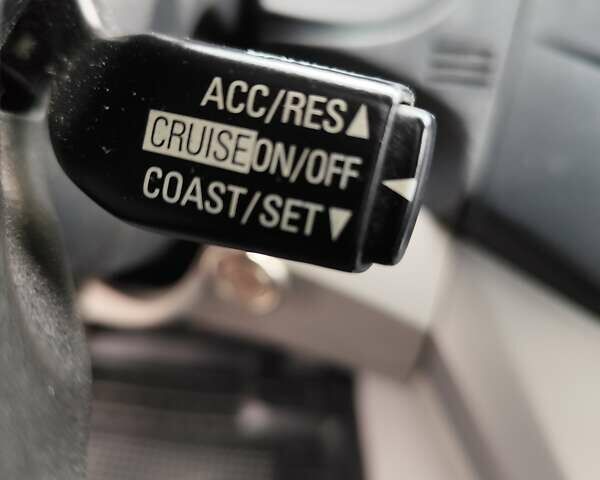 ACC/RES▲
CRUISE ON/OFF
COAST/SET▼